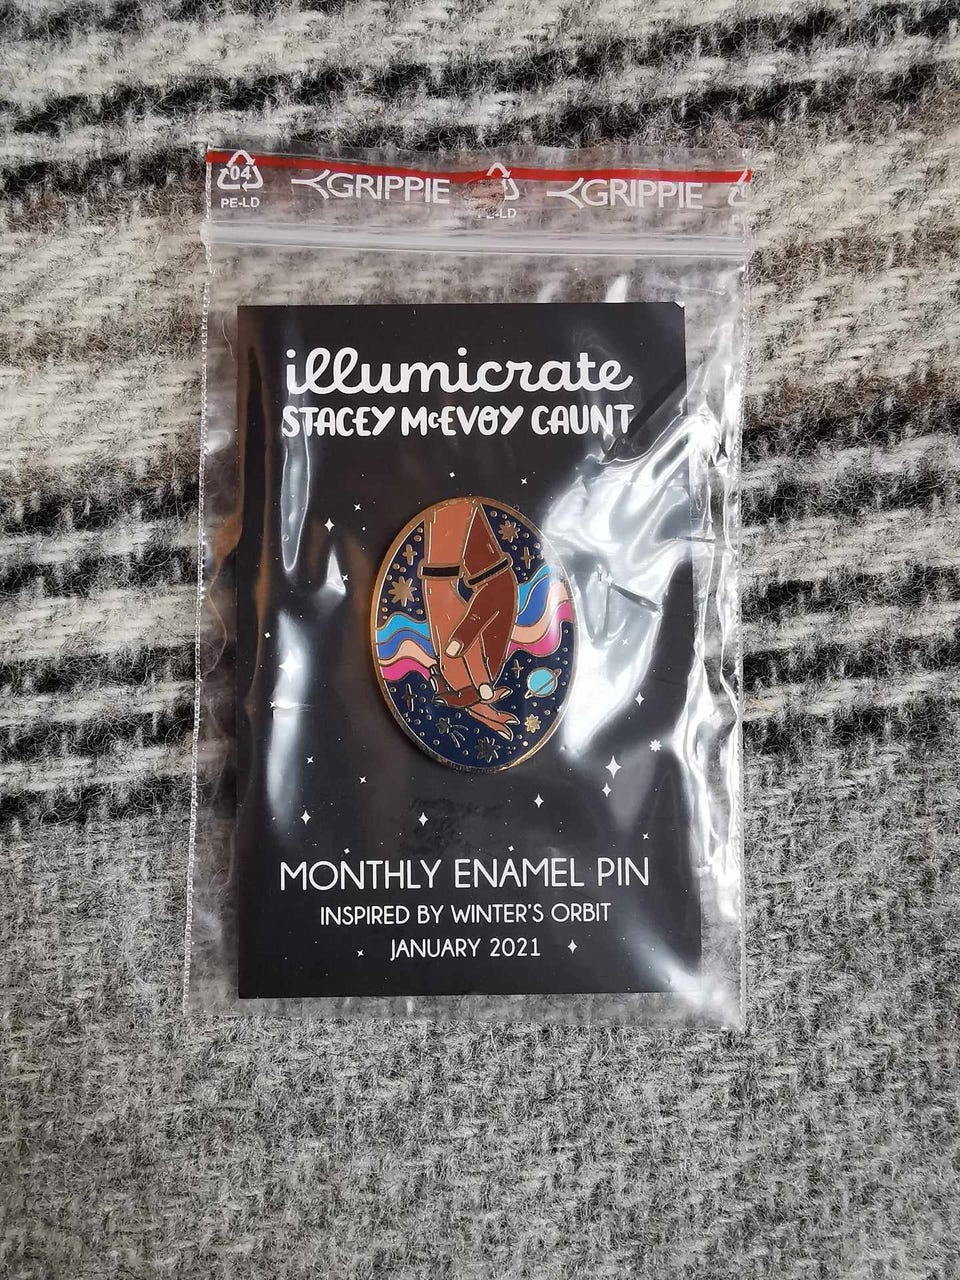 04 GRIPPIE GRIPPIE
PE-LD -LD P
illumicrate
STACEY McEVOY CAUNT
MONTHLY ENAMEL PIN
INSPIRED BY WINTER'S ORBIT
JANUARY 2021